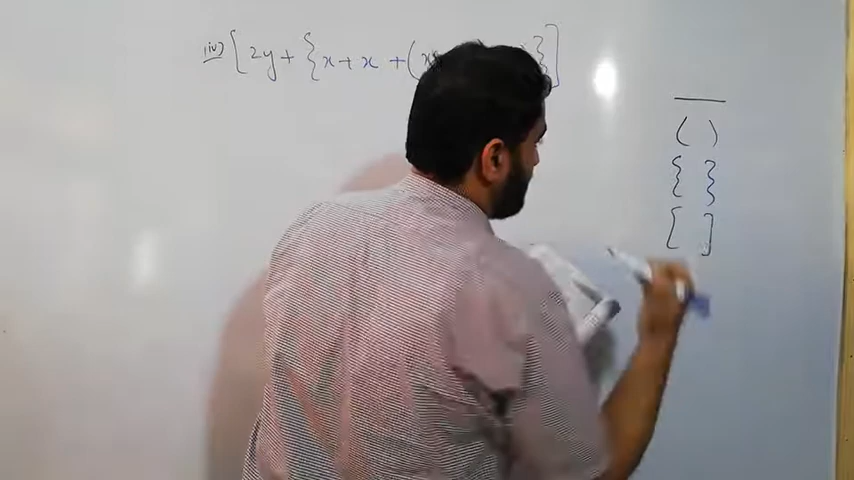 (iv) [ 2y + { x + x + ( x } ]
( )
{ }
[ ]